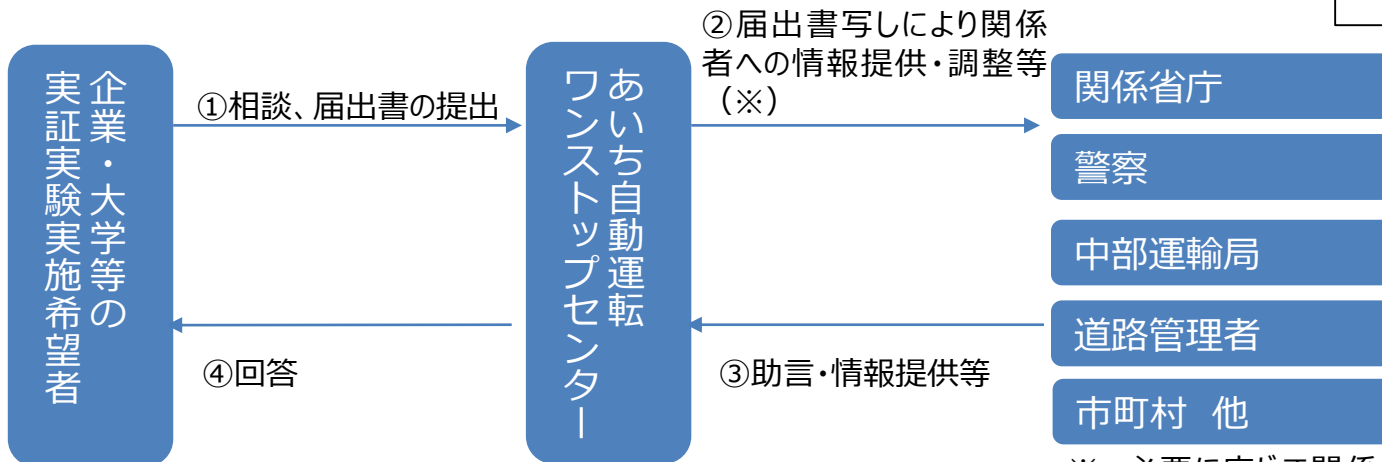 企業・大学等の
実証実験実施希望者
①相談、届出書の提出
④回答
あいち自動運転
ワンストップセンター
②届出書写しにより関係
者への情報提供・調整等
（※）
③助言・情報提供等
関係省庁
警察
中部運輸局
道路管理者
市町村　他